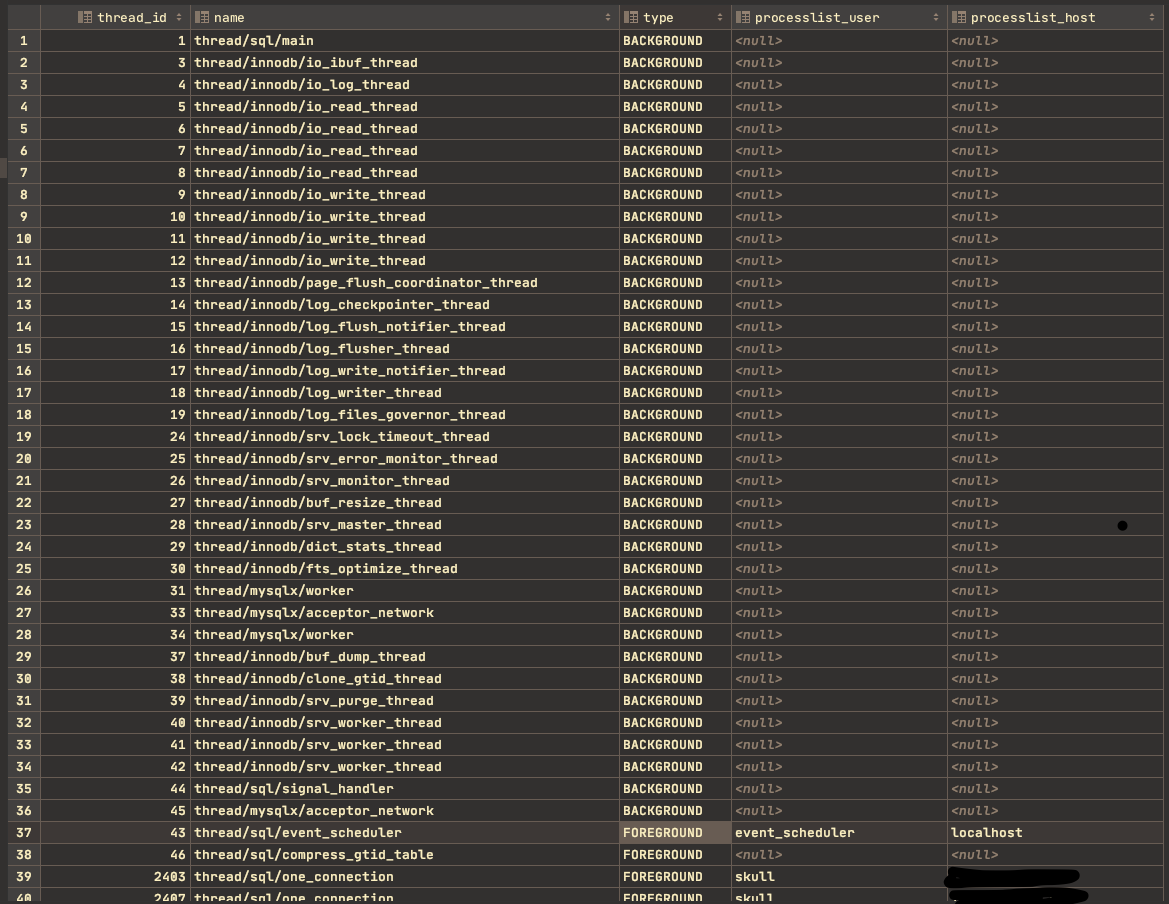 thread_id name type processlist_user processlist_host
1 1 thread/sql/main BACKGROUND <null> <null>
2 3 thread/innodb/io_ibuf_thread BACKGROUND <null> <null>
3 4 thread/innodb/io_log_thread BACKGROUND <null> <null>
4 5 thread/innodb/io_read_thread BACKGROUND <null> <null>
5 6 thread/innodb/io_read_thread BACKGROUND <null> <null>
6 7 thread/innodb/io_read_thread BACKGROUND <null> <null>
7 8 thread/innodb/io_read_thread BACKGROUND <null> <null>
8 9 thread/innodb/io_write_thread BACKGROUND <null> <null>
9 10 thread/innodb/io_write_thread BACKGROUND <null> <null>
10 11 thread/innodb/io_write_thread BACKGROUND <null> <null>
11 12 thread/innodb/io_write_thread BACKGROUND <null> <null>
12 13 thread/innodb/page_flush_coordinator_thread BACKGROUND <null> <null>
13 14 thread/innodb/log_checkpointer_thread BACKGROUND <null> <null>
14 15 thread/innodb/log_flush_notifier_thread BACKGROUND <null> <null>
15 16 thread/innodb/log_flusher_thread BACKGROUND <null> <null>
16 17 thread/innodb/log_write_notifier_thread BACKGROUND <null> <null>
17 18 thread/innodb/log_writer_thread BACKGROUND <null> <null>
18 19 thread/innodb/log_files_governor_thread BACKGROUND <null> <null>
19 24 thread/innodb/srv_lock_timeout_thread BACKGROUND <null> <null>
20 25 thread/innodb/srv_error_monitor_thread BACKGROUND <null> <null>
21 26 thread/innodb/srv_monitor_thread BACKGROUND <null> <null>
22 27 thread/innodb/buf_resize_thread BACKGROUND <null> <null>
23 28 thread/innodb/srv_master_thread BACKGROUND <null> <null>
24 29 thread/innodb/dict_stats_thread BACKGROUND <null> <null>
25 30 thread/innodb/fts_optimize_thread BACKGROUND <null> <null>
26 31 thread/mysqlx/worker BACKGROUND <null> <null>
27 33 thread/mysqlx/acceptor_network BACKGROUND <null> <null>
28 34 thread/mysqlx/worker BACKGROUND <null> <null>
29 37 thread/innodb/buf_dump_thread BACKGROUND <null> <null>
30 38 thread/innodb/clone_gtid_thread BACKGROUND <null> <null>
31 39 thread/innodb/srv_purge_thread BACKGROUND <null> <null>
32 40 thread/innodb/srv_worker_thread BACKGROUND <null> <null>
33 41 thread/innodb/srv_worker_thread BACKGROUND <null> <null>
34 42 thread/innodb/srv_worker_thread BACKGROUND <null> <null>
35 44 thread/sql/signal_handler BACKGROUND <null> <null>
36 45 thread/mysqlx/acceptor_network BACKGROUND <null> <null>
37 43 thread/sql/event_scheduler FOREGROUND event_scheduler localhost
38 46 thread/sql/compress_gtid_table FOREGROUND <null> <null>
39 2403 thread/sql/one_connection FOREGROUND skull
40 2407 thread/sql/one_connection FOREGROUND skull